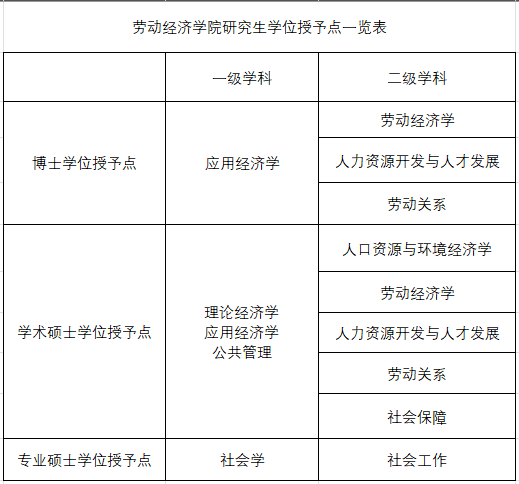 劳动经济学院研究生学位授予点一览表
一级学科
二级学科
博士学位授予点
应用经济学
劳动经济学
人力资源开发与人才发展
劳动关系
学术硕士学位授予点
理论经济学
应用经济学
公共管理
人口资源与环境经济学
劳动经济学
人力资源开发与人才发展
劳动关系
社会保障
专业硕士学位授予点
社会学
社会工作